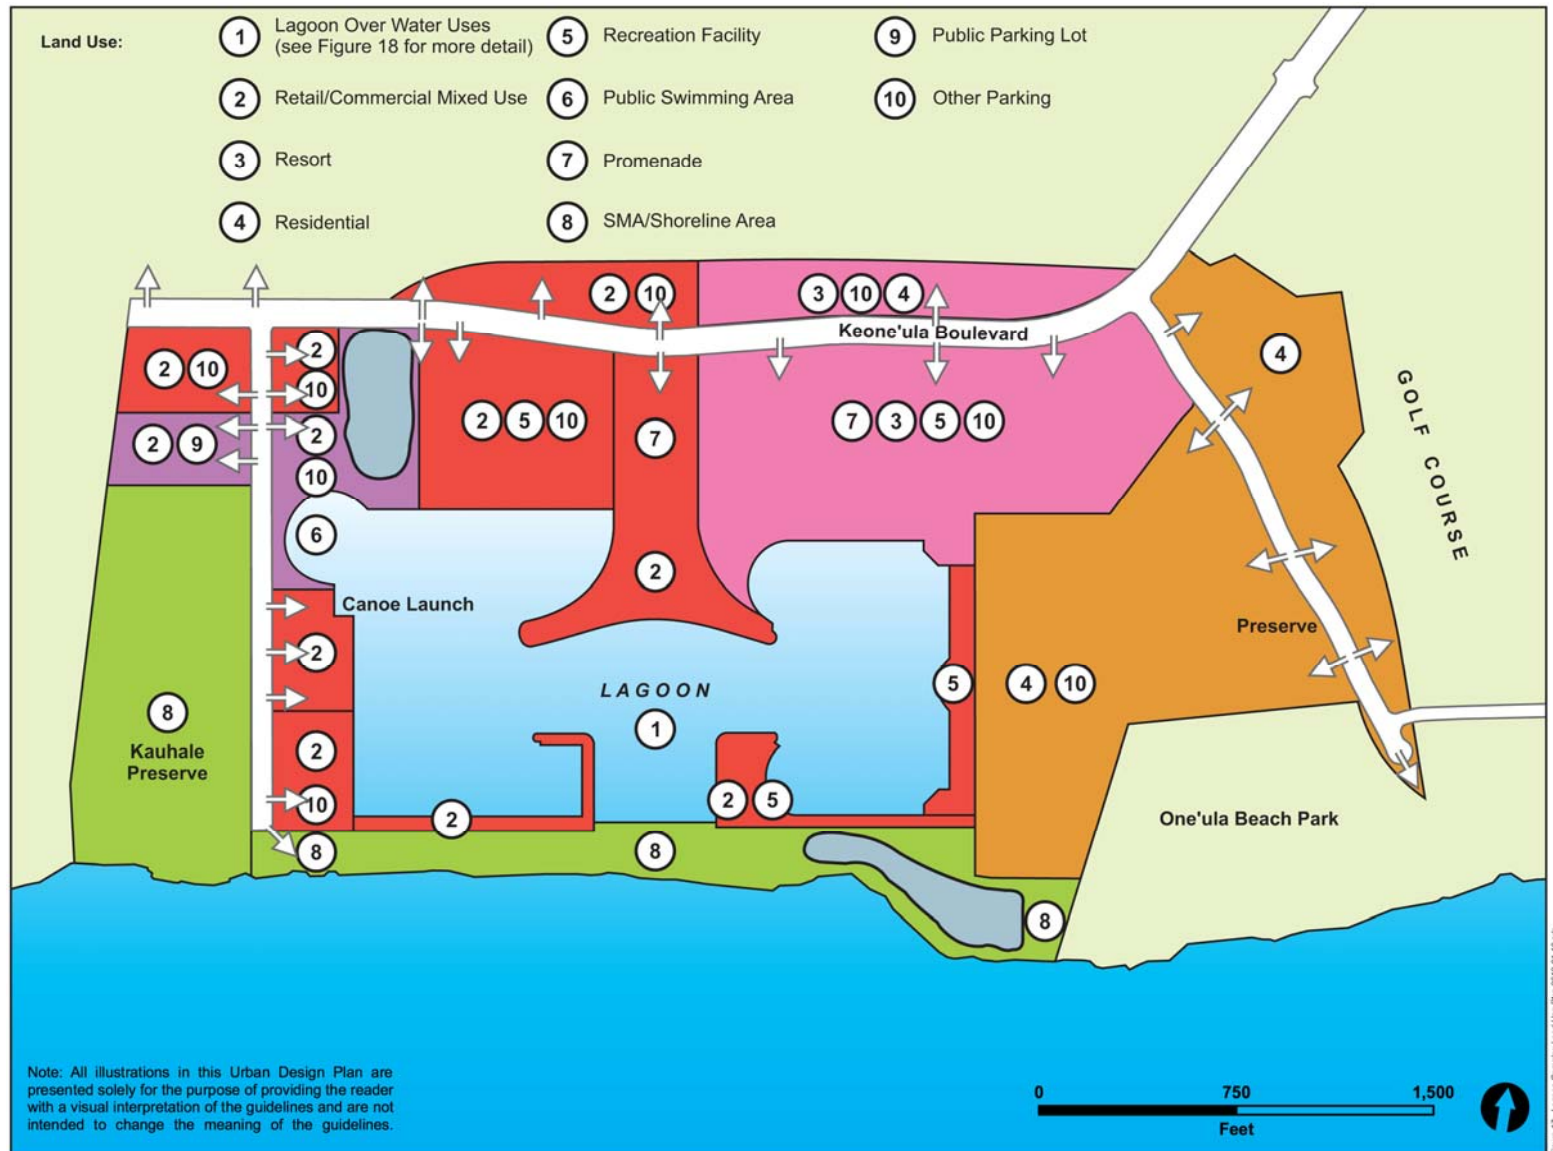 Land Use:
1 Lagoon Over Water Uses
(see Figure 18 for more detail)
2 Retail/Commercial Mixed Use
3 Resort
4 Residential
5 Recreation Facility
6 Public Swimming Area
7 Promenade
8 SMA/Shoreline Area
9 Public Parking Lot
10 Other Parking
2 10
3 10 4
Keone'ula Boulevard
2 10
2
10
2 5 10
7
7 3 5 10
4
GOLF COURSE
2 9
2
10
6
2
Canoe Launch
2
Preserve
LAGOON
1
5
4 10
8
Kauhale
Preserve
2
10
2
2 5
One'ula Beach Park
8
8
8
Note: All illustrations in this Urban Design Plan are
presented solely for the purpose of providing the reader
with a visual interpretation of the guidelines and are not
intended to change the meaning of the guidelines.
0 750 1,500
Feet